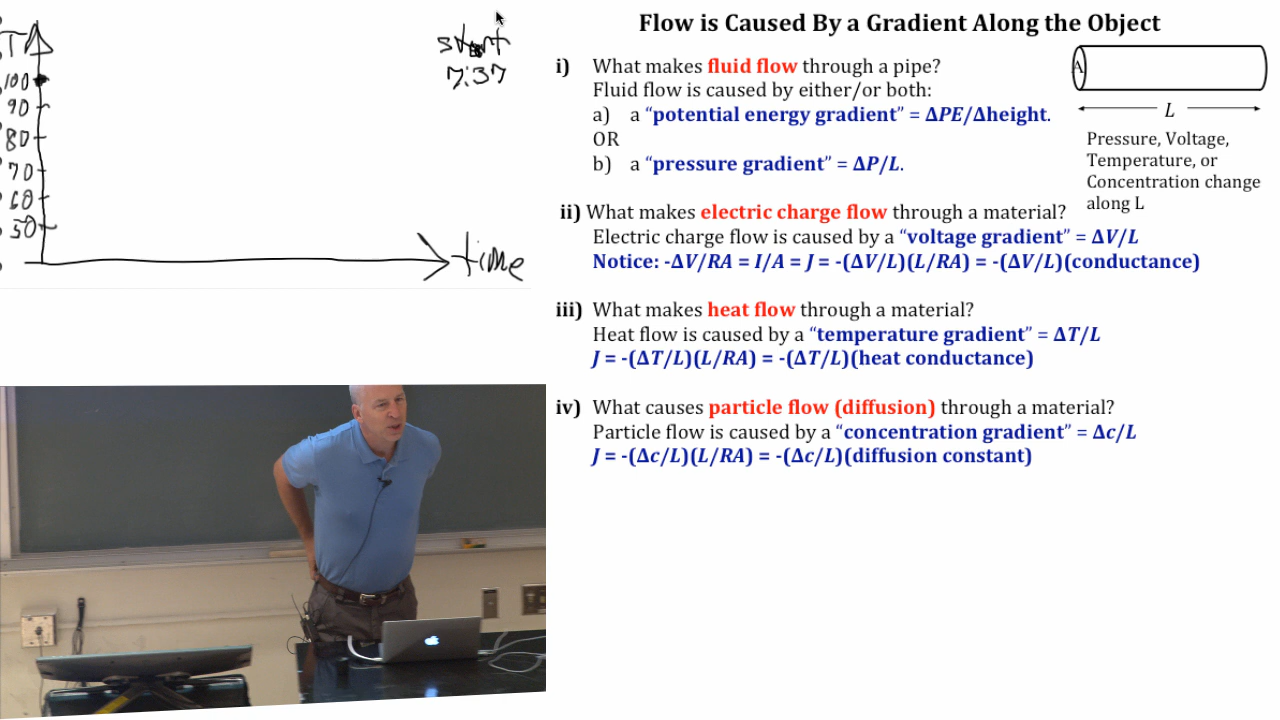 T
100
90
80
70
60
50
time
start
7:37
Flow is Caused By a Gradient Along the Object
i) What makes fluid flow through a pipe?
Fluid flow is caused by either/or both:
a) a “potential energy gradient” = ΔPE/Δheight.
OR
b) a “pressure gradient” = ΔP/L.
A
L
Pressure, Voltage,
Temperature, or
Concentration change
along L
ii) What makes electric charge flow through a material?
Electric charge flow is caused by a “voltage gradient” = ΔV/L
Notice: -ΔV/RA = I/A = J = -(ΔV/L)(L/RA) = -(ΔV/L)(conductance)
iii) What makes heat flow through a material?
Heat flow is caused by a “temperature gradient” = ΔT/L
J = -(ΔT/L)(L/RA) = -(ΔT/L)(heat conductance)
iv) What causes particle flow (diffusion) through a material?
Particle flow is caused by a “concentration gradient” = Δc/L
J = -(Δc/L)(L/RA) = -(Δc/L)(diffusion constant)